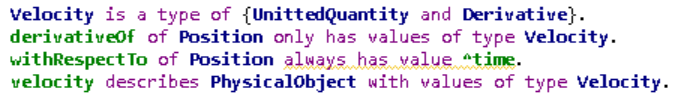 Velocity is a type of {UnittedQuantity and Derivative}.
derivativeOf of Position only has values of type Velocity.
withRespectTo of Position always has value ^time.
velocity describes PhysicalObject with values of type Velocity.